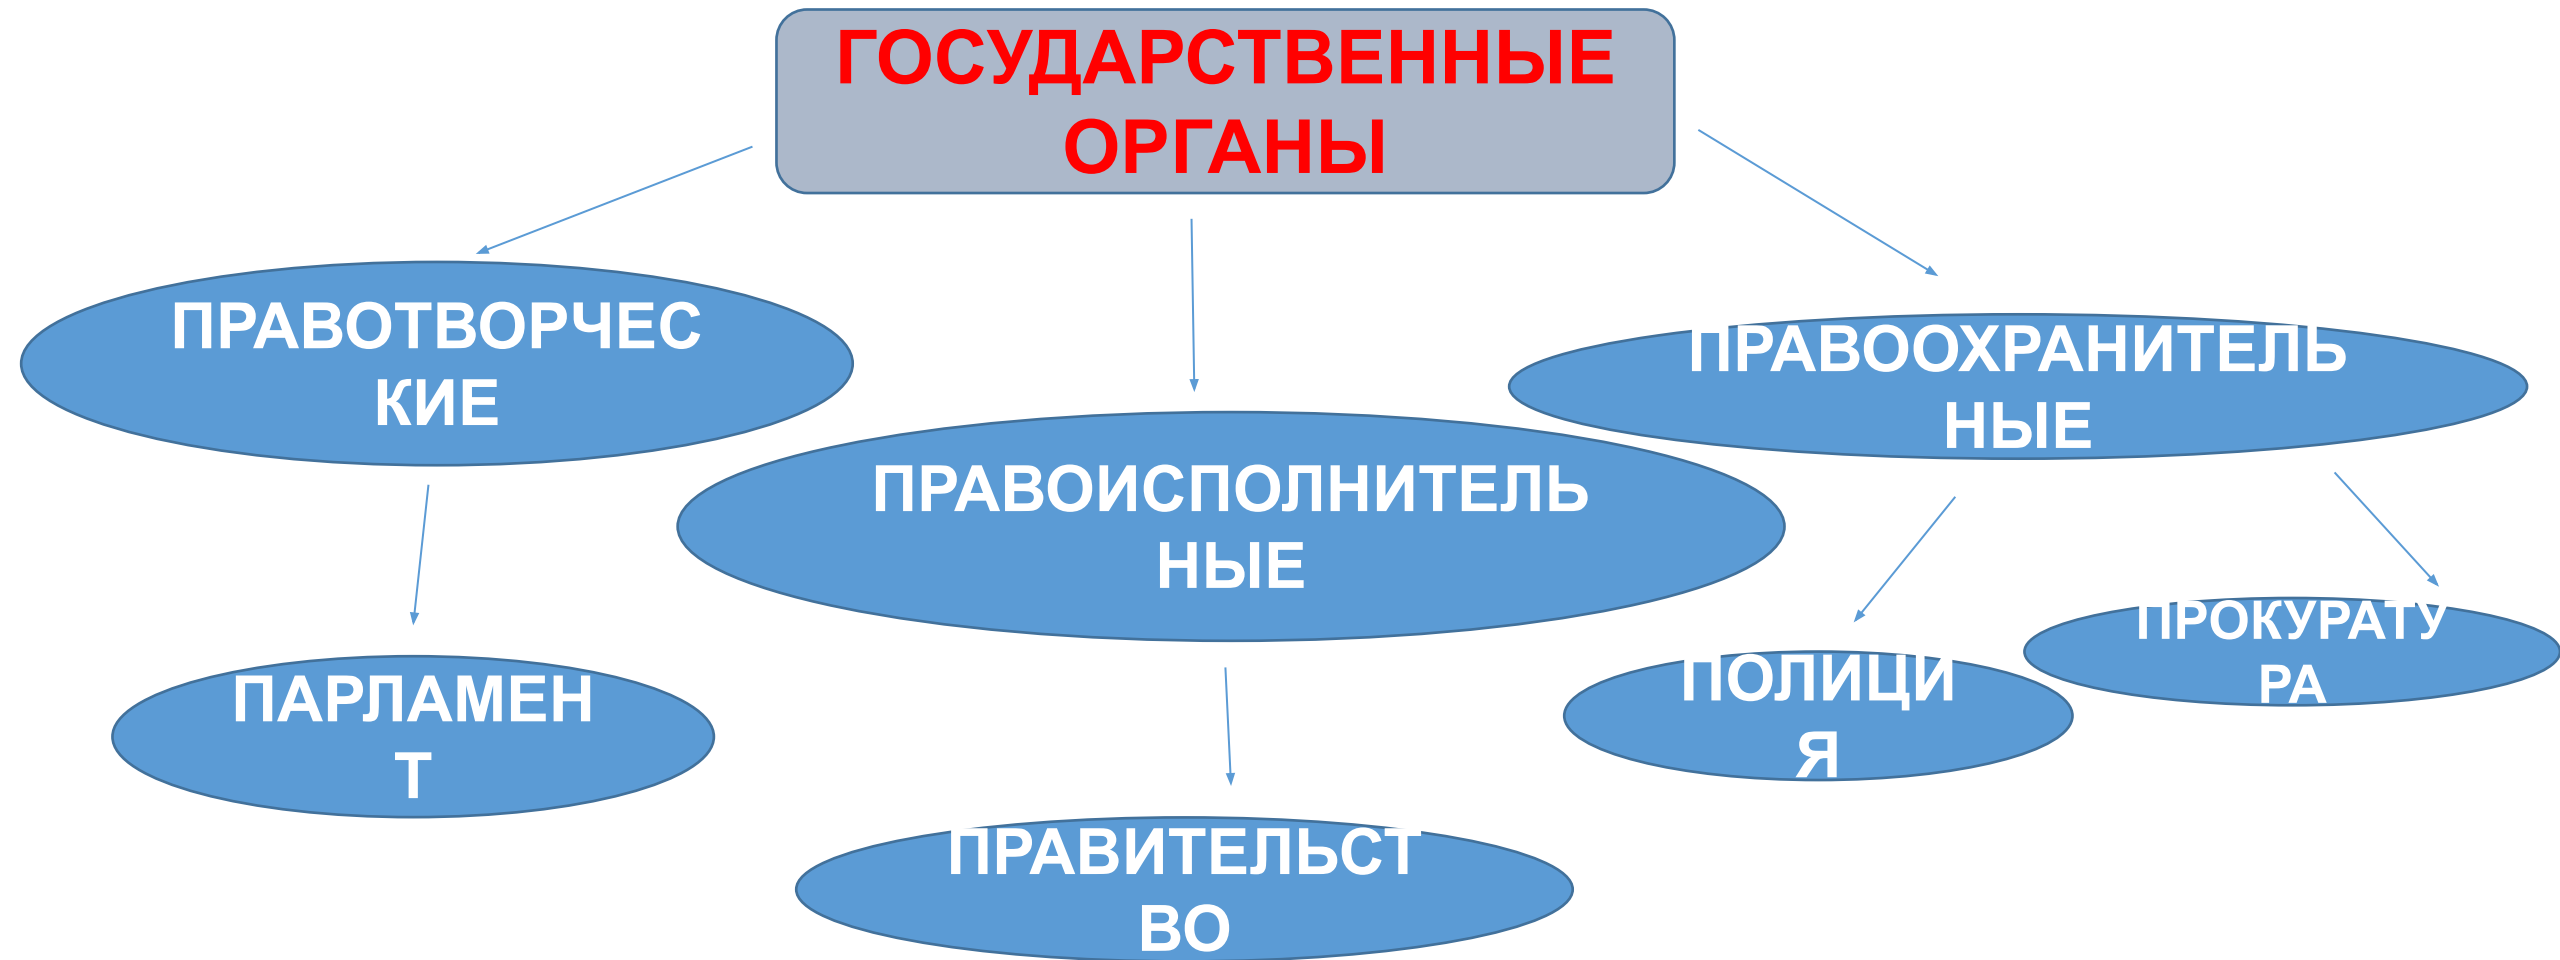 ГОСУДАРСТВЕННЫЕ
ОРГАНЫ
ПРАВОТВОРЧЕС
КИЕ
ПРАВООХРАНИТЕЛЬ
НЫЕ
ПРАВОИСПОЛНИТЕЛЬ
НЫЕ
ПАРЛАМЕН
Т
ПОЛИЦИ
Я
ПРОКУРАТУ
РА
ПРАВИТЕЛЬСТ
ВО